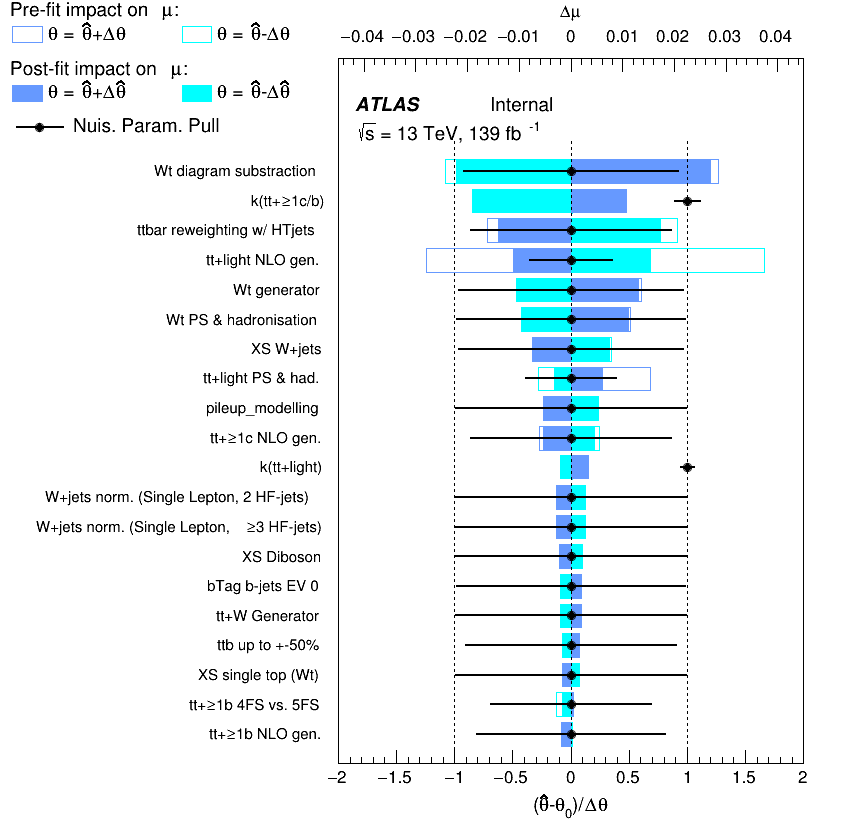 Pre-fit impact on μ:
θ = θ̂+Δθ θ = θ̂-Δθ
Post-fit impact on μ:
θ = θ̂+Δθ̂ θ = θ̂-Δθ̂
Nuis. Param. Pull
Δμ
−0.04 −0.03 −0.02 −0.01 0 0.01 0.02 0.03 0.04
ATLAS Internal
√s = 13 TeV, 139 fb⁻¹
Wt diagram substraction
k(tt+≥1c/b)
ttbar reweighting w/ HTjets
tt+light NLO gen.
Wt generator
Wt PS & hadronisation
XS W+jets
tt+light PS & had.
pileup_modelling
tt+≥1c NLO gen.
k(tt+light)
W+jets norm. (Single Lepton, 2 HF-jets)
W+jets norm. (Single Lepton, ≥3 HF-jets)
XS Diboson
bTag b-jets EV 0
tt+W Generator
ttb up to +-50%
XS single top (Wt)
tt+≥1b 4FS vs. 5FS
tt+≥1b NLO gen.
−2 −1.5 −1 −0.5 0 0.5 1 1.5 2
(θ̂-θ₀)/Δθ